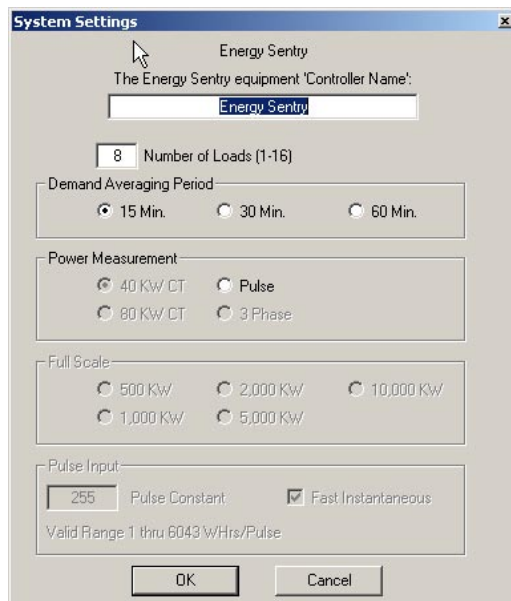 System Settings
Energy Sentry
The Energy Sentry equipment 'Controller Name':
Energy Sentry
8 Number of Loads (1-16)
Demand Averaging Period
15 Min. 30 Min. 60 Min.
Power Measurement
40 KW CT Pulse
80 KW CT 3 Phase
Full Scale
500 KW 2,000 KW 10,000 KW
1,000 KW 5,000 KW
Pulse Input
255 Pulse Constant Fast Instantaneous
Valid Range 1 thru 6043 WHrs/Pulse
OK Cancel